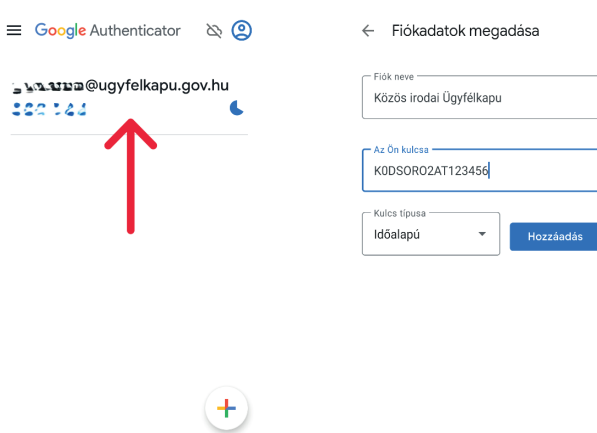 Google Authenticator
@ugyfelkapu.gov.hu
Fiókadatok megadása
Fiók neve
Közös irodai Ügyfélkapu
Az Ön kulcsa
K0DSORO2AT123456
Kulcs típusa
Időalapú
Hozzáadás